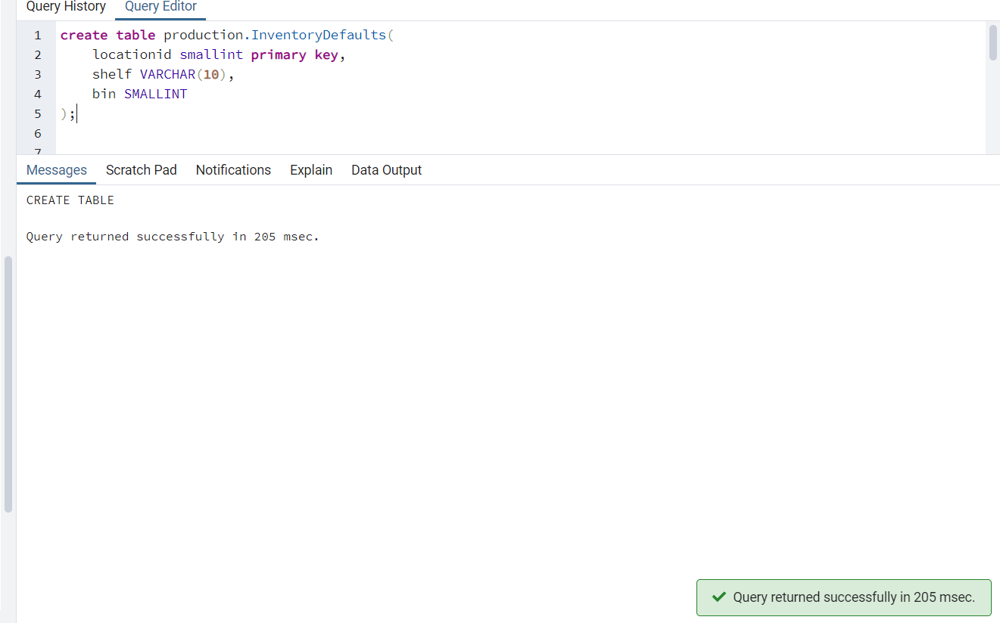 Query History Query Editor
1 create table production.InventoryDefaults(
2 locationid smallint primary key,
3 shelf VARCHAR(10),
4 bin SMALLINT
5 );
6
7
Messages Scratch Pad Notifications Explain Data Output
CREATE TABLE
Query returned successfully in 205 msec.
Query returned successfully in 205 msec.